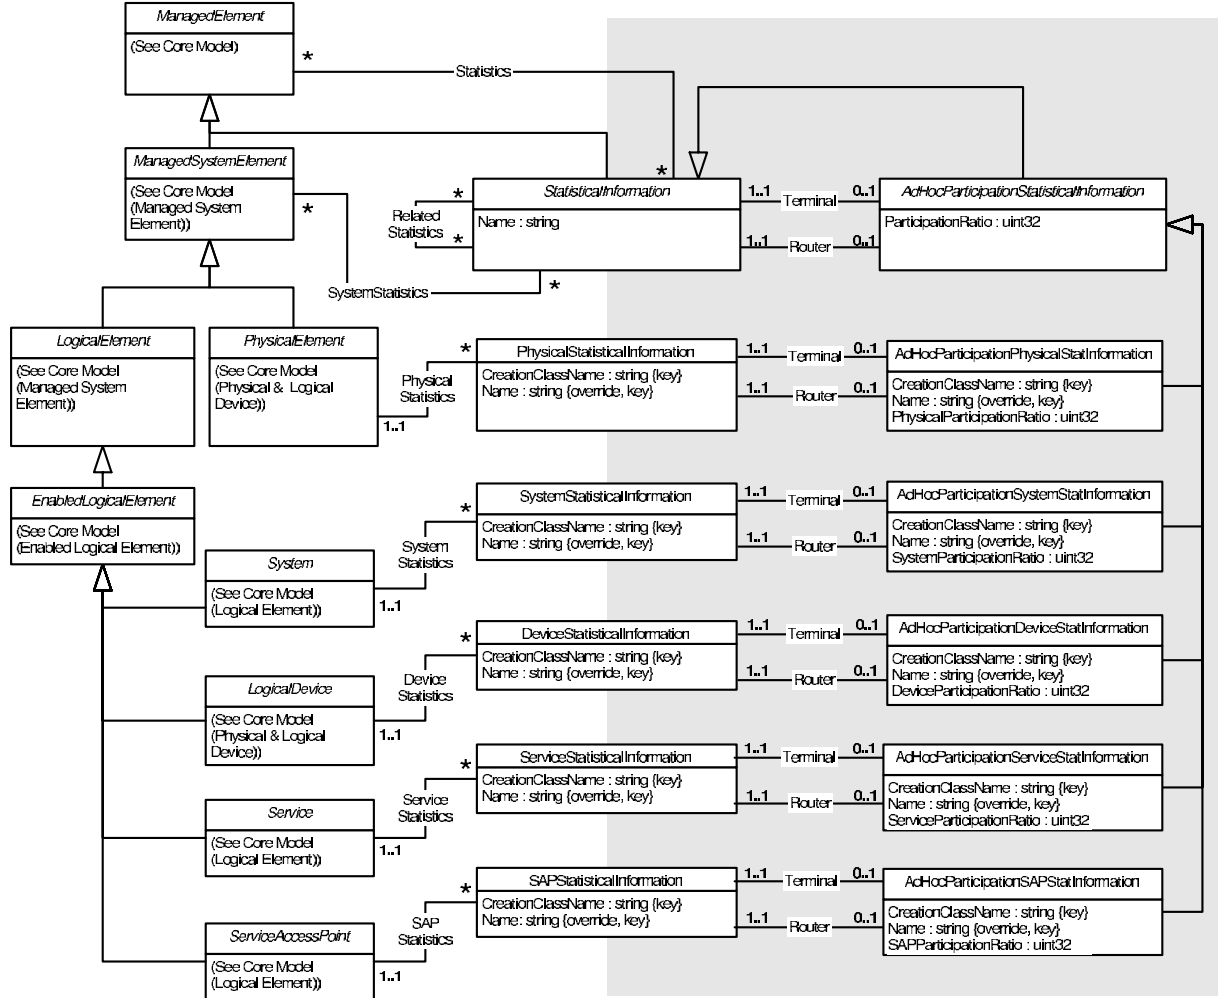 ManagedElement
(See Core Model)
*
Statistics
*
ManagedSystemElement
(See Core Model
(Managed System
Element))
*
StatisticalInformation
Name : string
*
Related
Statistics
*
SystemStatistics
*
1..1
Terminal
0..1
1..1
Router
0..1
AdHocParticipationStatisticalInformation
ParticipationRatio : uint32
LogicalElement
(See Core Model
(Managed System
Element))
PhysicalElement
(See Core Model
(Physical & Logical
Device))
1..1
Physical
Statistics
*
PhysicalStatisticalInformation
CreationClassName : string {key}
Name : string {override, key}
1..1
Terminal
0..1
1..1
Router
0..1
AdHocParticipationPhysicalStatInformation
CreationClassName : string {key}
Name : string {override, key}
PhysicalParticipationRatio : uint32
EnabledLogicalElement
(See Core Model
(Enabled Logical Element))
System
(See Core Model
(Logical Element))
1..1
System
Statistics
*
SystemStatisticalInformation
CreationClassName : string {key}
Name : string {override, key}
1..1
Terminal
0..1
1..1
Router
0..1
AdHocParticipationSystemStatInformation
CreationClassName : string {key}
Name : string {override, key}
SystemParticipationRatio : uint32
LogicalDevice
(See Core Model
(Physical & Logical
Device))
1..1
Device
Statistics
*
DeviceStatisticalInformation
CreationClassName : string {key}
Name : string {override, key}
1..1
Terminal
0..1
1..1
Router
0..1
AdHocParticipationDeviceStatInformation
CreationClassName : string {key}
Name : string {override, key}
DeviceParticipationRatio : uint32
Service
(See Core Model
(Logical Element))
1..1
Service
Statistics
*
ServiceStatisticalInformation
CreationClassName : string {key}
Name : string {override, key}
1..1
Terminal
0..1
1..1
Router
0..1
AdHocParticipationServiceStatInformation
CreationClassName : string {key}
Name : string {override, key}
ServiceParticipationRatio : uint32
ServiceAccessPoint
(See Core Model
(Logical Element))
1..1
SAP
Statistics
*
SAPStatisticalInformation
CreationClassName : string {key}
Name: string {override, key}
1..1
Terminal
0..1
1..1
Router
0..1
AdHocParticipationSAPStatInformation
CreationClassName : string {key}
Name : string {override, key}
SAPParticipationRatio : uint32